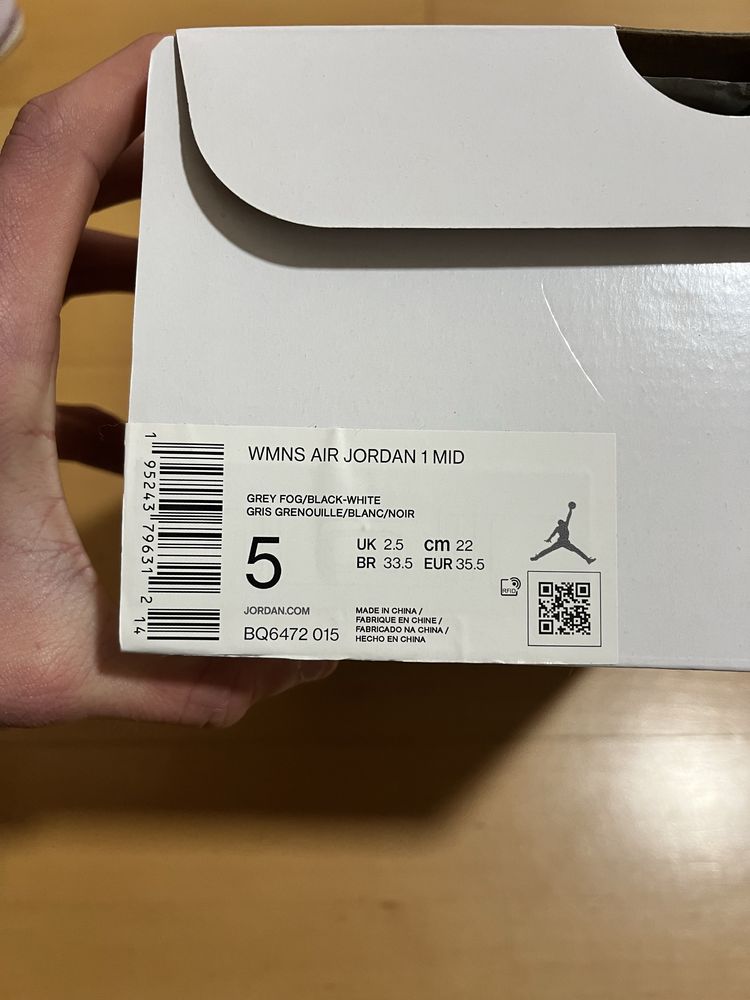 WMNS AIR JORDAN 1 MID
GREY FOG/BLACK-WHITE
GRIS GRENOUILLE/BLANC/NOIR
5
UK 2.5 cm 22
BR 33.5 EUR 35.5
JORDAN.COM
BQ6472 015
MADE IN CHINA /
FABRIQUE EN CHINE /
FABRICADO NA CHINA /
HECHO EN CHINA
RFID
1 95243 79631 2 14